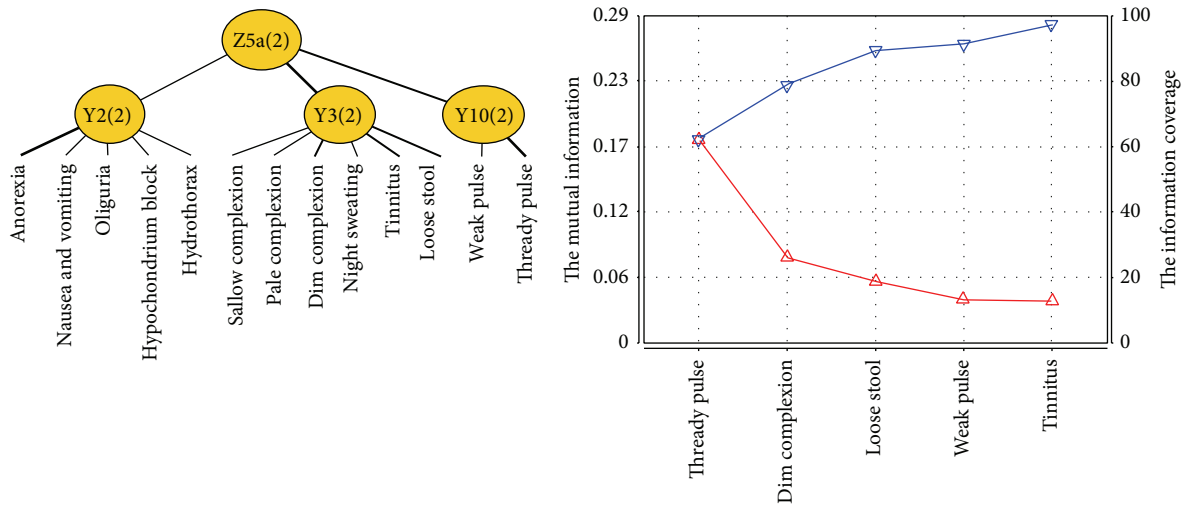 Z5a(2)
Y2(2)
Y3(2)
Y10(2)
Anorexia
Nausea and vomiting
Oliguria
Hypochondrium block
Hydrothorax
Sallow complexion
Pale complexion
Dim complexion
Night sweating
Tinnitus
Loose stool
Weak pulse
Thready pulse
The mutual information
0.29
0.23
0.17
0.12
0.06
0
100
80
60
40
20
0
The information coverage
Thready pulse
Dim complexion
Loose stool
Weak pulse
Tinnitus